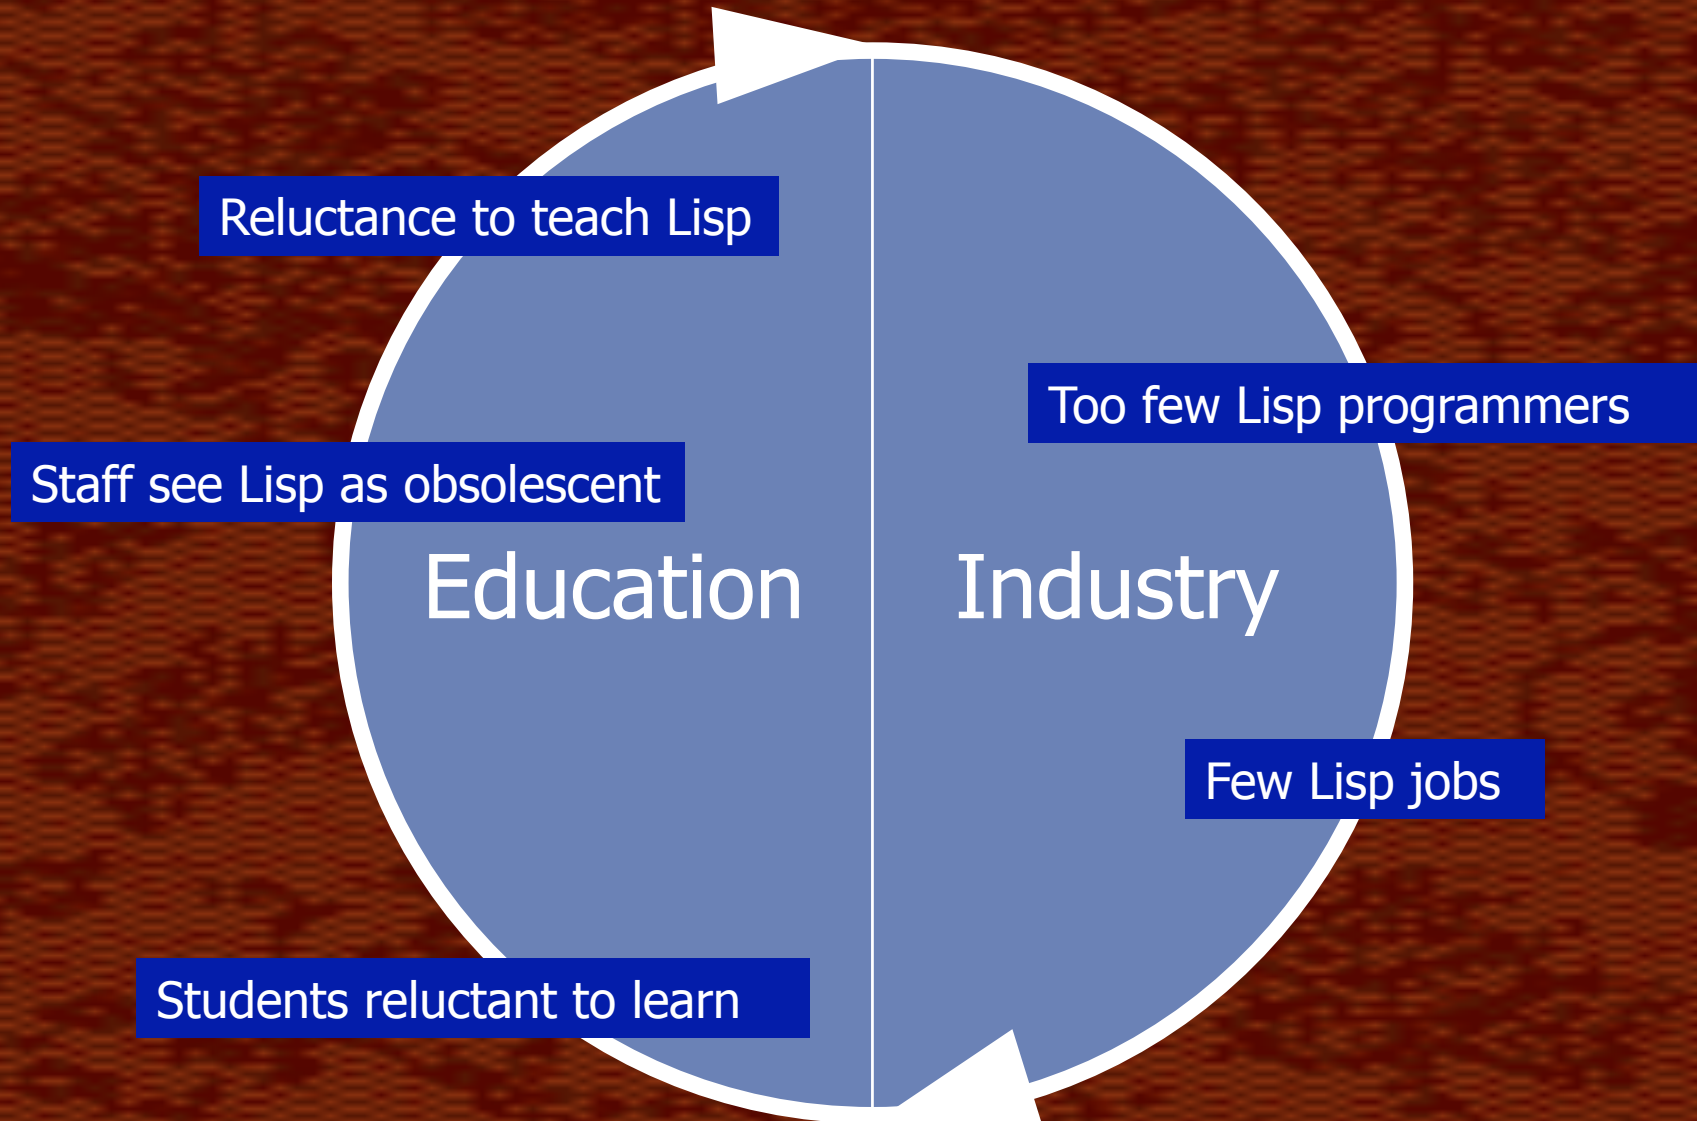 Reluctance to teach Lisp
Too few Lisp programmers
Staff see Lisp as obsolescent
Education
Industry
Few Lisp jobs
Students reluctant to learn